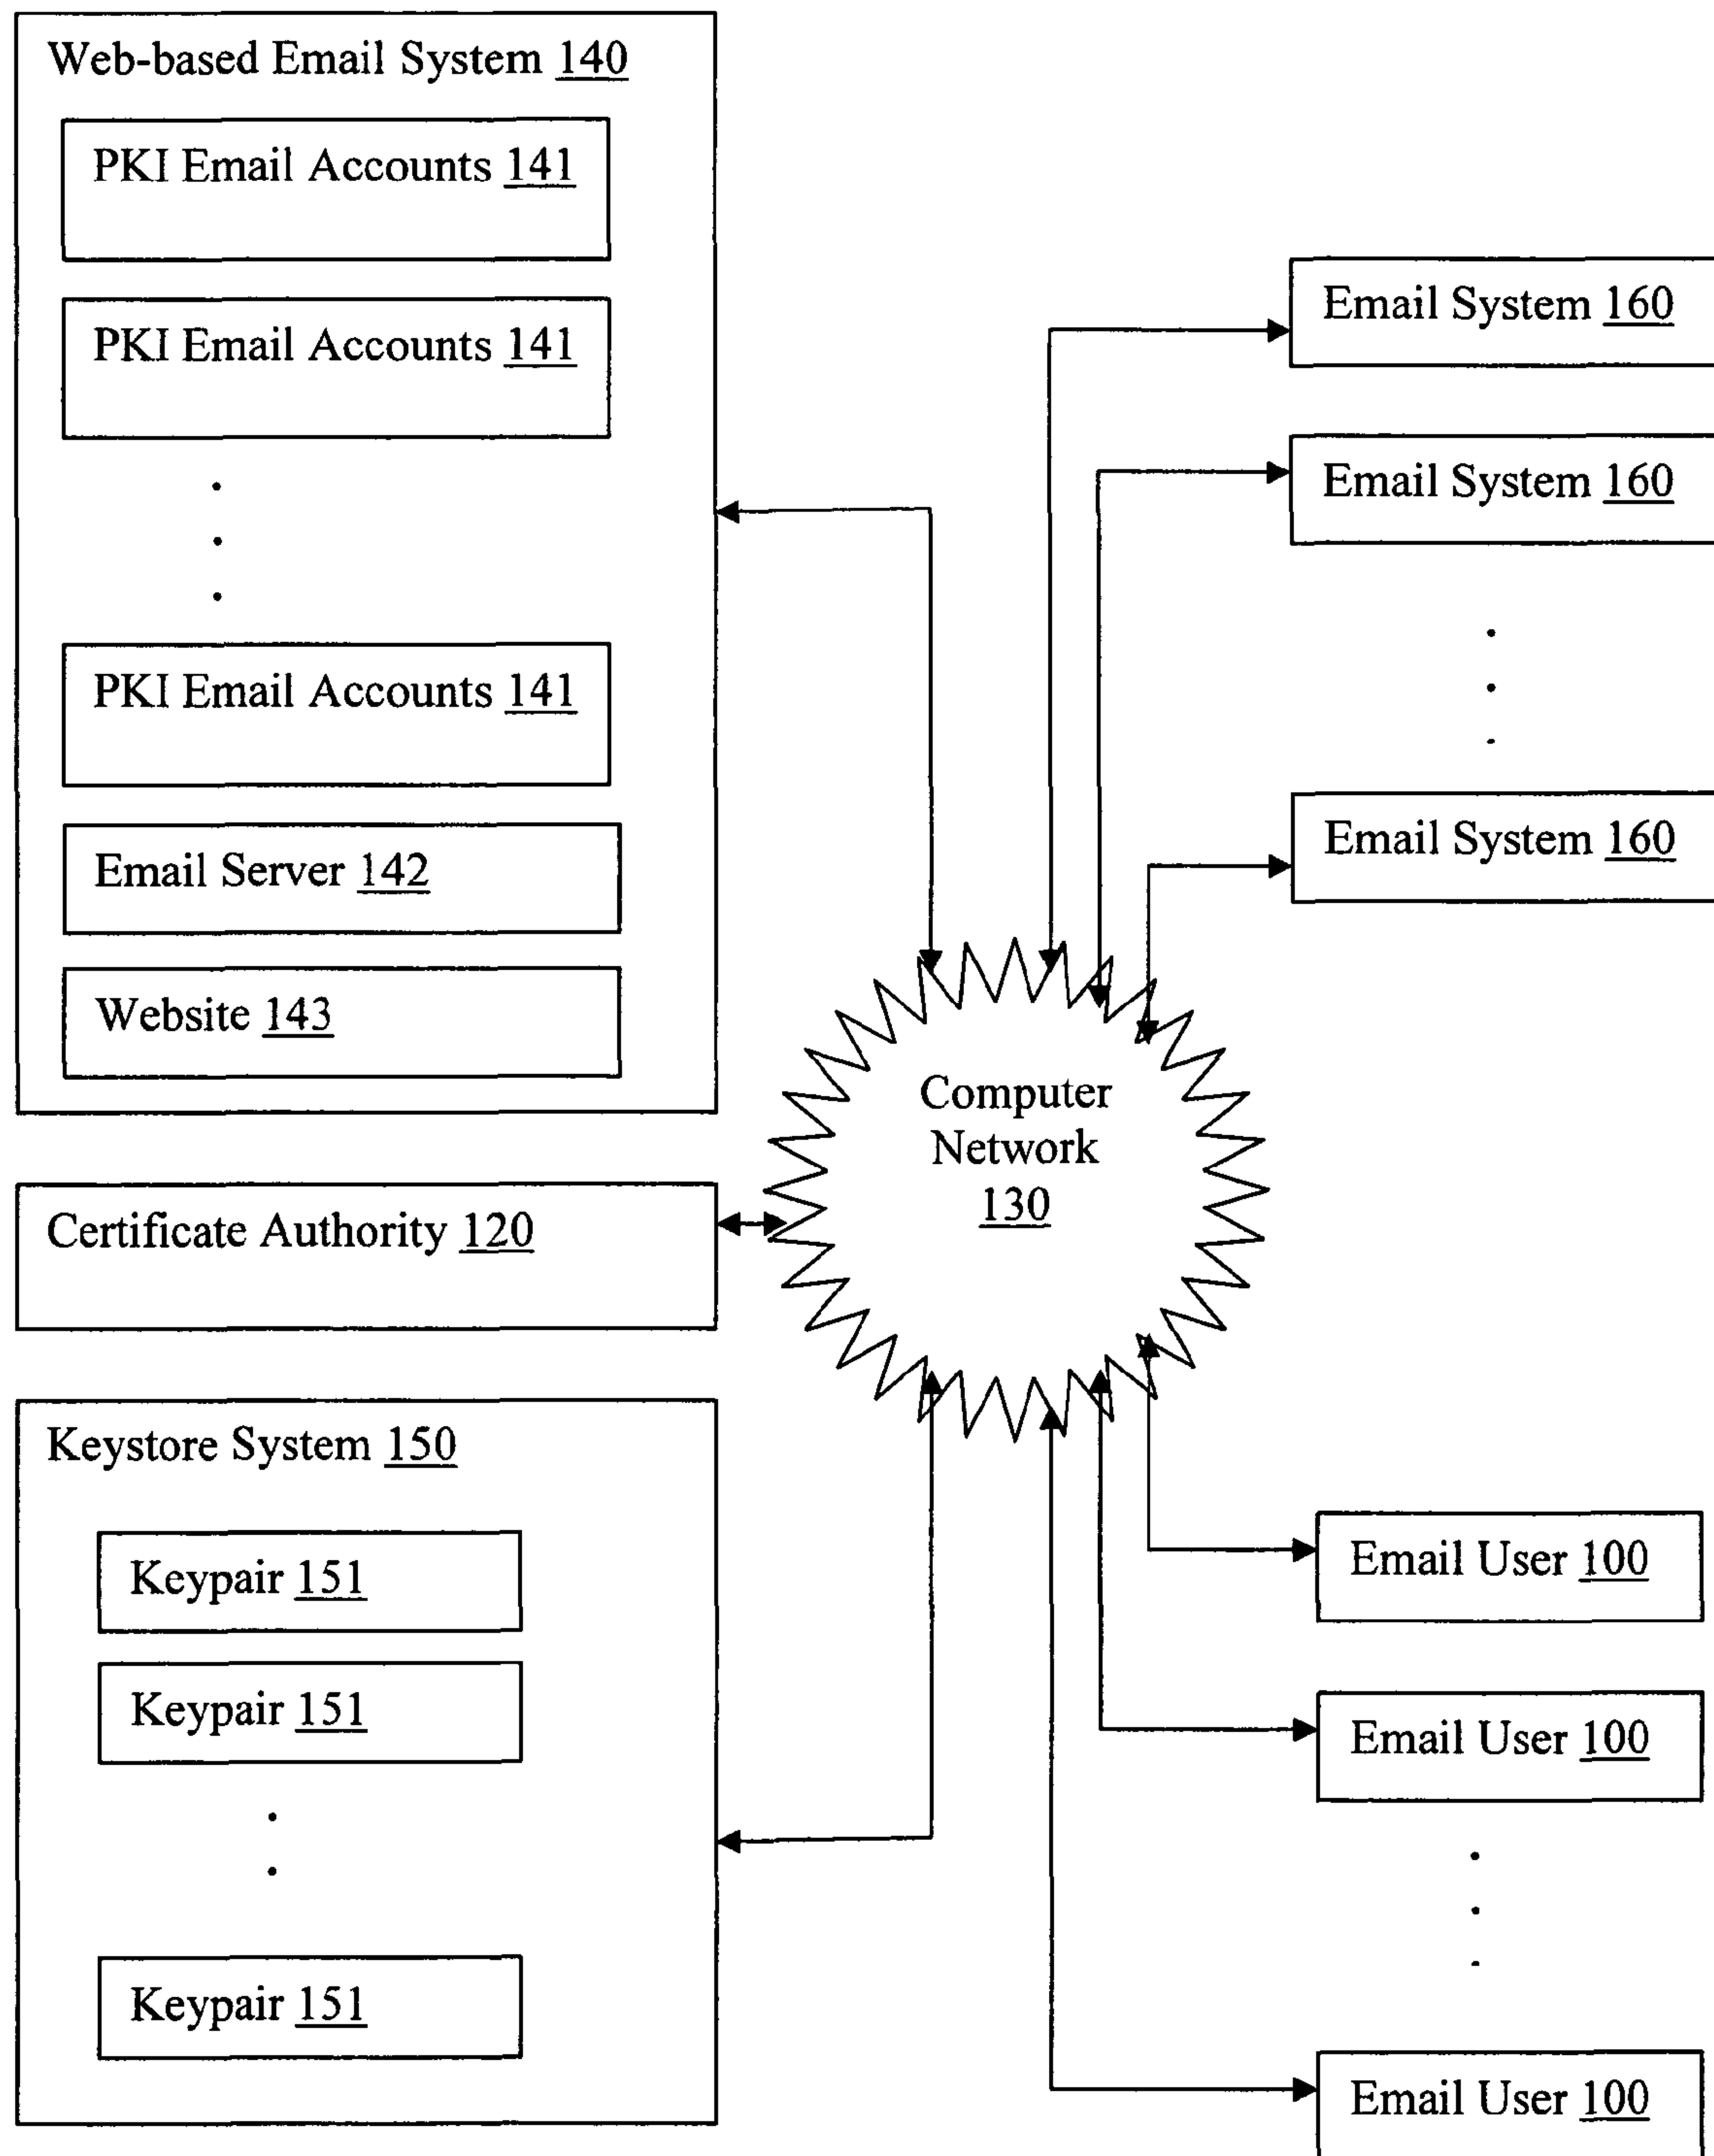 Web-based Email System 140
PKI Email Accounts 141
PKI Email Accounts 141
PKI Email Accounts 141
Email Server 142
Website 143
Certificate Authority 120
Keystore System 150
Keypair 151
Keypair 151
Keypair 151
Computer
Network
130
Email System 160
Email System 160
Email System 160
Email User 100
Email User 100
Email User 100